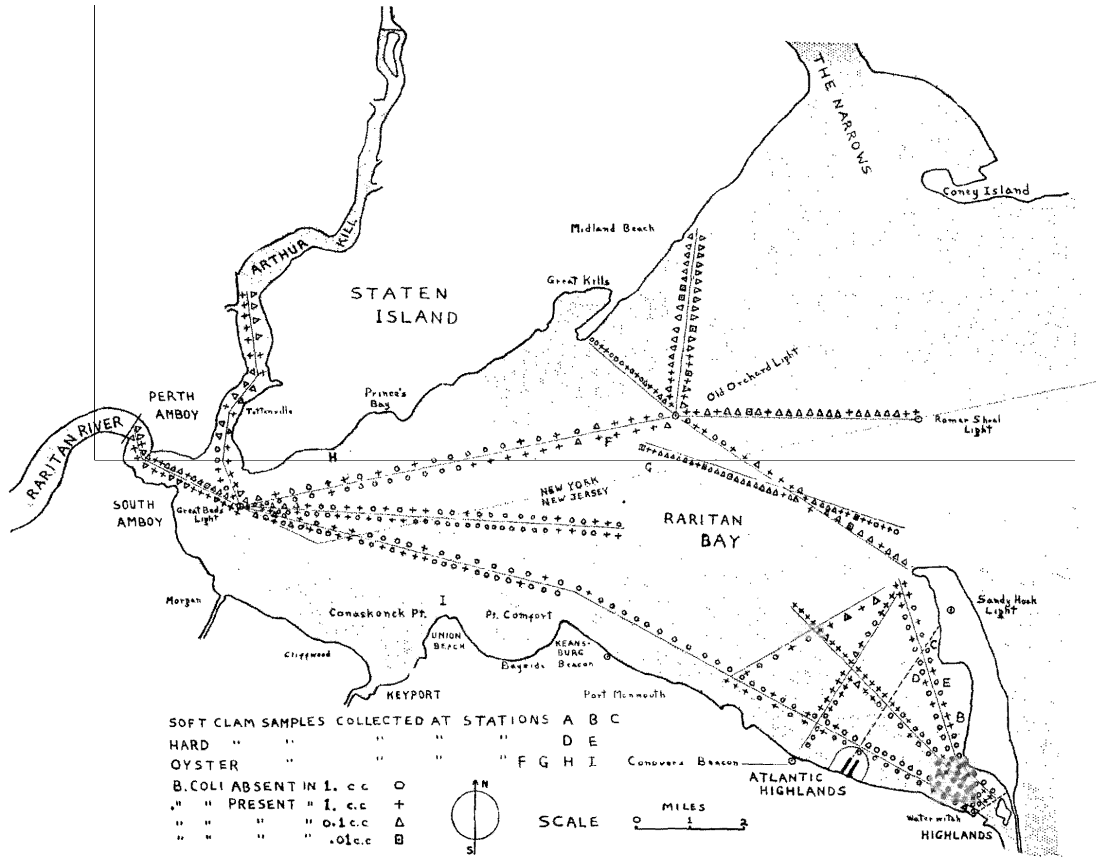 THE NARROWS
Coney Island
Midland Beach
Great Kills
ARTHUR KILL
STATEN
ISLAND
Old Orchard Light
Romer Shoal
Light
Prince's
Bay
PERTH
AMBOY
Tottenville
RARITAN RIVER
F
H
G
NEW YORK
NEW JERSEY
SOUTH
AMBOY
Great Beds
Light
RARITAN
BAY
Morgan
Conaskonck Pt.
I
Pt. Comfort
Sandy Hook
Light
UNION
BEACH
KEANS-
BURG
Cliffwood
Bayside Beacon
C
D E
B
KEYPORT
Port Monmouth
SOFT CLAM SAMPLES COLLECTED AT STATIONS A B C
HARD " " " " " D E
OYSTER " " " " F G H I
Conovers Beacon
ATLANTIC
HIGHLANDS
B. COLI ABSENT IN 1. c.c O
." " PRESENT " 1. c.c +
" " " " 0.1 c.c △
" " " " .01 c.c
N
S
SCALE
MILES
0 1 2
Water witch
HIGHLANDS